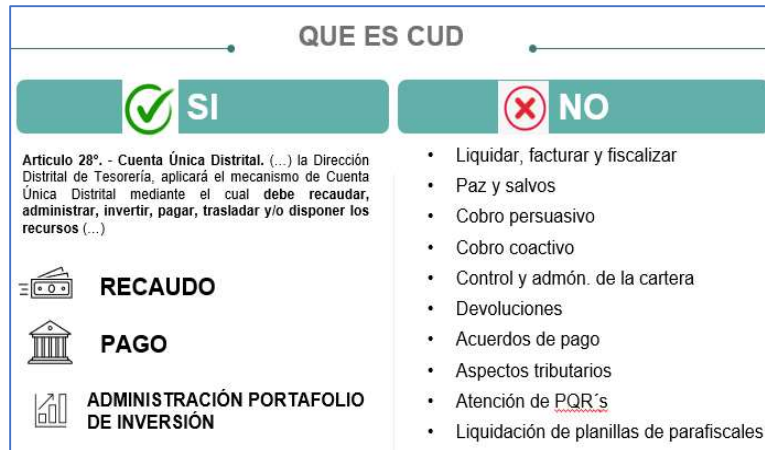 QUE ES CUD
SI
Articulo 28º. - Cuenta Única Distrital. (...) la Dirección
Distrital de Tesorería, aplicará el mecanismo de Cuenta
Única Distrital mediante el cual debe recaudar,
administrar, invertir, pagar, trasladar y/o disponer los
recursos (...)
RECAUDO
PAGO
ADMINISTRACIÓN PORTAFOLIO
DE INVERSIÓN
NO
• Liquidar, facturar y fiscalizar
• Paz y salvos
• Cobro persuasivo
• Cobro coactivo
• Control y admón. de la cartera
• Devoluciones
• Acuerdos de pago
• Aspectos tributarios
• Atención de PQR´s
• Liquidación de planillas de parafiscales